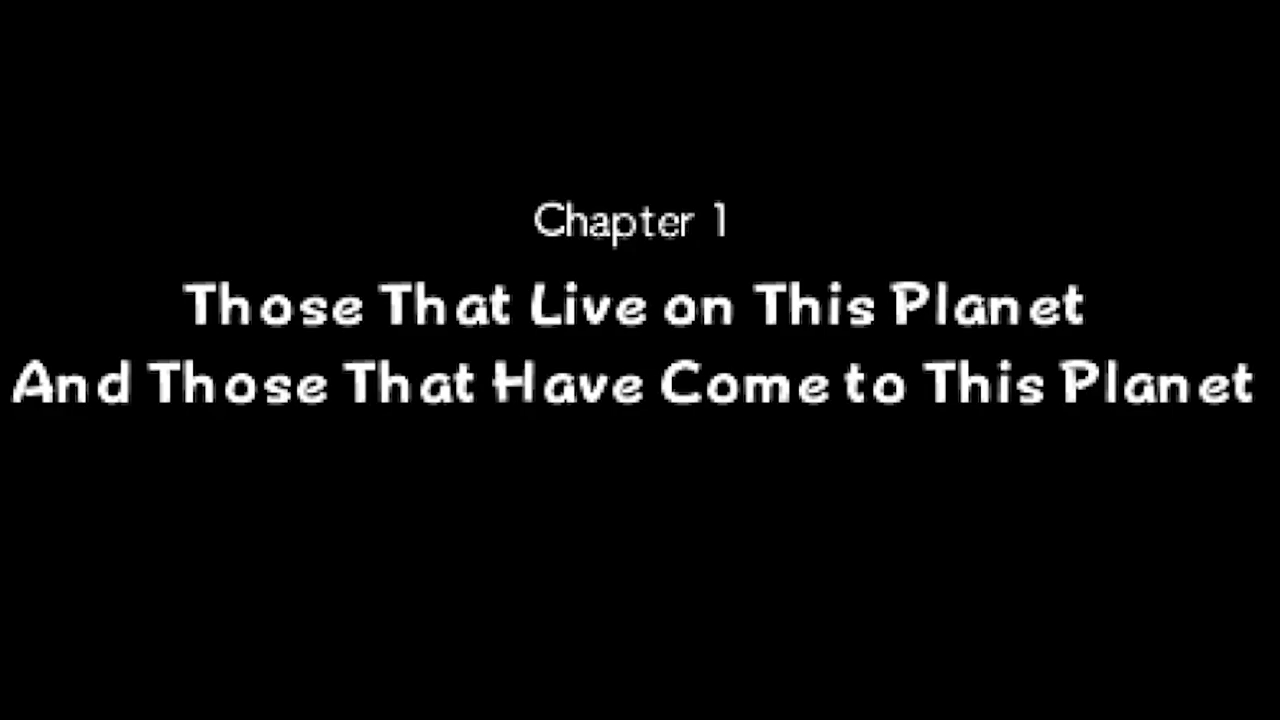 Chapter 1
Those That Live on This Planet
And Those That Have Come to This Planet